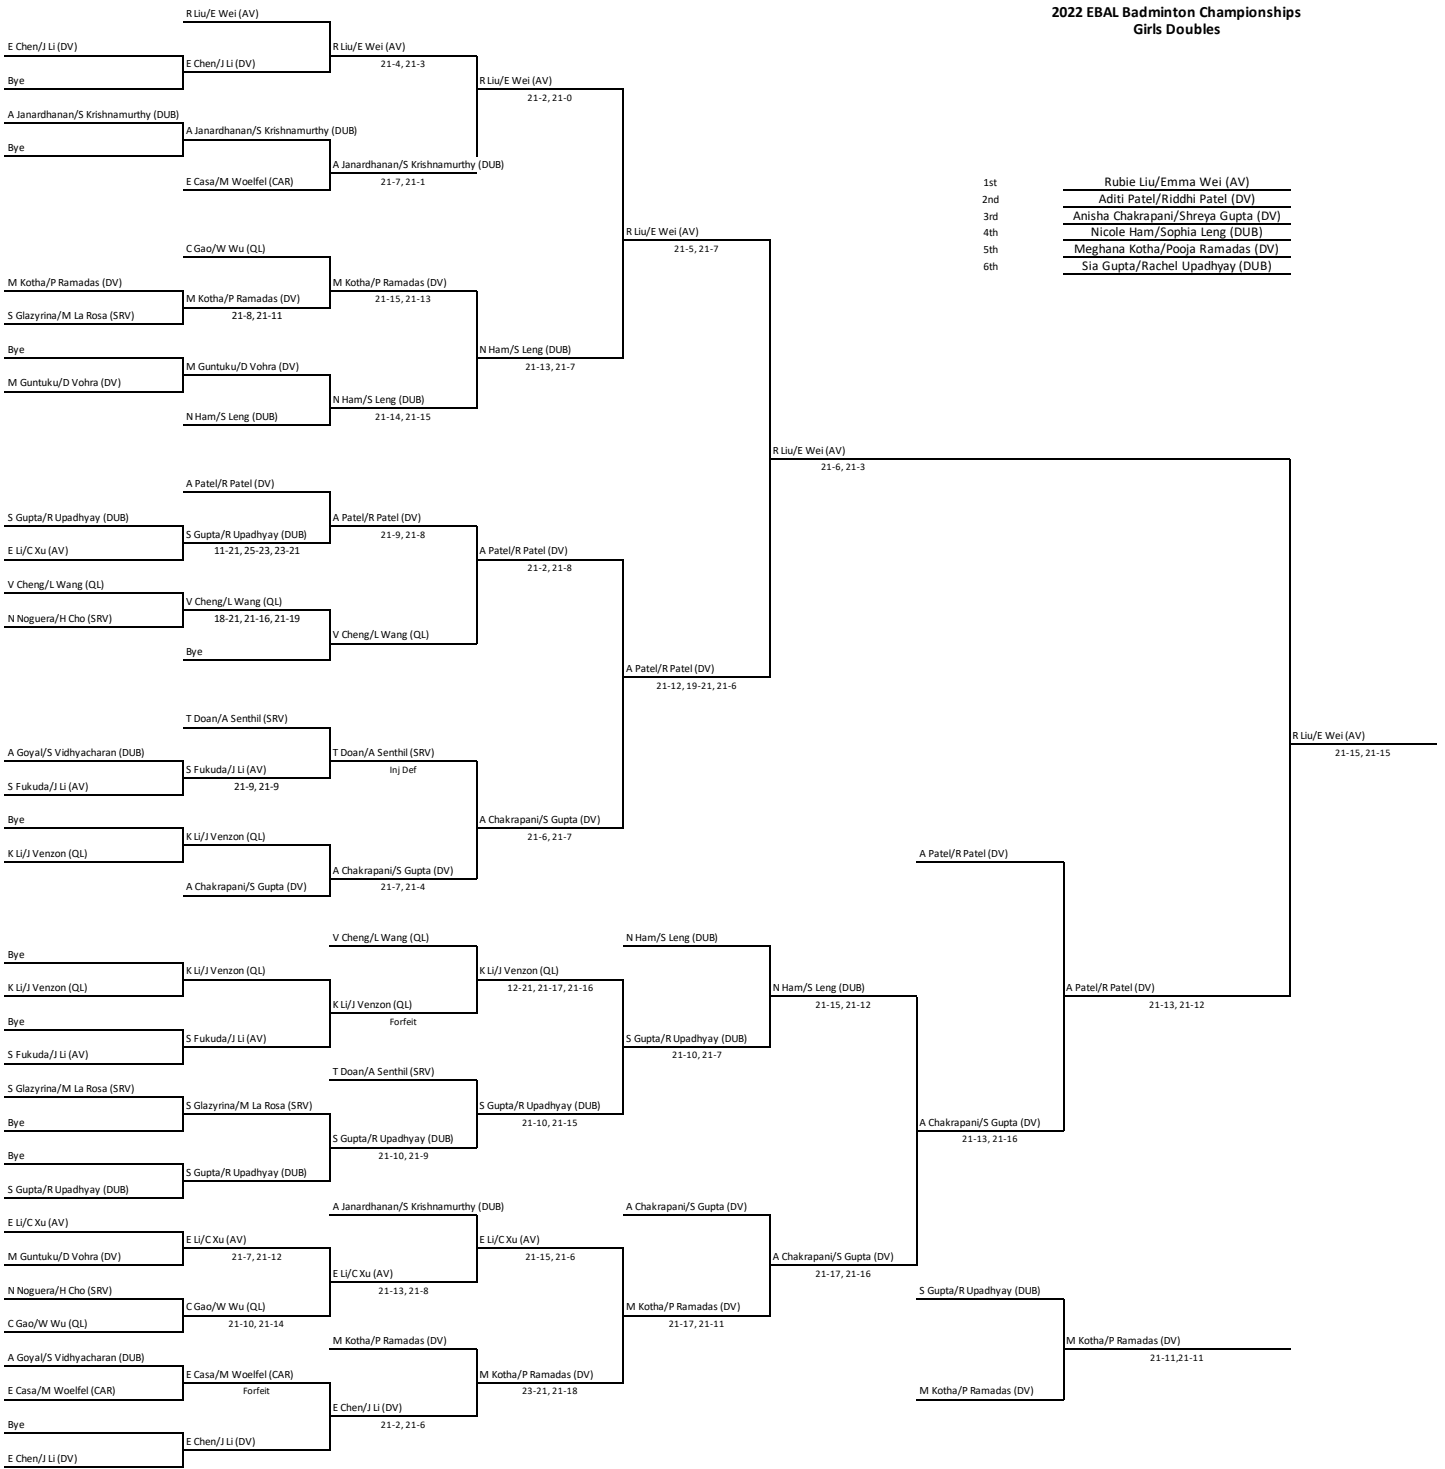 2022 EBAL Badminton Championships
Girls Doubles
R Liu/E Wei (AV)
E Chen/J Li (DV)
R Liu/E Wei (AV)
E Chen/J Li (DV)
21-4, 21-3
Bye
R Liu/E Wei (AV)
21-2, 21-0
A Janardhanan/S Krishnamurthy (DUB)
A Janardhanan/S Krishnamurthy (DUB)
Bye
A Janardhanan/S Krishnamurthy (DUB)
E Casa/M Woelfel (CAR)
21-7, 21-1
1st Rubie Liu/Emma Wei (AV)
2nd Aditi Patel/Riddhi Patel (DV)
3rd Anisha Chakrapani/Shreya Gupta (DV)
4th Nicole Ham/Sophia Leng (DUB)
5th Meghana Kotha/Pooja Ramadas (DV)
6th Sia Gupta/Rachel Upadhyay (DUB)
R Liu/E Wei (AV)
21-5, 21-7
C Gao/W Wu (QL)
M Kotha/P Ramadas (DV)
M Kotha/P Ramadas (DV)
M Kotha/P Ramadas (DV)
21-15, 21-13
S Glazyrina/M La Rosa (SRV)
21-8, 21-11
Bye
N Ham/S Leng (DUB)
21-13, 21-7
M Guntuku/D Vohra (DV)
M Guntuku/D Vohra (DV)
N Ham/S Leng (DUB)
N Ham/S Leng (DUB)
21-14, 21-15
R Liu/E Wei (AV)
21-6, 21-3
A Patel/R Patel (DV)
S Gupta/R Upadhyay (DUB)
A Patel/R Patel (DV)
S Gupta/R Upadhyay (DUB)
21-9, 21-8
E Li/C Xu (AV)
11-21, 25-23, 23-21
A Patel/R Patel (DV)
21-2, 21-8
V Cheng/L Wang (QL)
V Cheng/L Wang (QL)
N Noguera/H Cho (SRV)
18-21, 21-16, 21-19
V Cheng/L Wang (QL)
Bye
A Patel/R Patel (DV)
21-12, 19-21, 21-6
T Doan/A Senthil (SRV)
R Liu/E Wei (AV)
21-15, 21-15
A Goyal/S Vidhyacharan (DUB)
T Doan/A Senthil (SRV)
S Fukuda/J Li (AV)
Inj Def
S Fukuda/J Li (AV)
21-9, 21-9
Bye
A Chakrapani/S Gupta (DV)
21-6, 21-7
K Li/J Venzon (QL)
K Li/J Venzon (QL)
A Patel/R Patel (DV)
A Chakrapani/S Gupta (DV)
A Chakrapani/S Gupta (DV)
21-7, 21-4
V Cheng/L Wang (QL)
N Ham/S Leng (DUB)
Bye
K Li/J Venzon (QL)
K Li/J Venzon (QL)
K Li/J Venzon (QL)
12-21, 21-17, 21-16
N Ham/S Leng (DUB)
21-15, 21-12
A Patel/R Patel (DV)
21-13, 21-12
K Li/J Venzon (QL)
Forfeit
Bye
S Fukuda/J Li (AV)
S Fukuda/J Li (AV)
S Gupta/R Upadhyay (DUB)
21-10, 21-7
T Doan/A Senthil (SRV)
S Glazyrina/M La Rosa (SRV)
S Glazyrina/M La Rosa (SRV)
S Gupta/R Upadhyay (DUB)
21-10, 21-15
Bye
A Chakrapani/S Gupta (DV)
21-13, 21-16
S Gupta/R Upadhyay (DUB)
21-10, 21-9
Bye
S Gupta/R Upadhyay (DUB)
S Gupta/R Upadhyay (DUB)
A Janardhanan/S Krishnamurthy (DUB)
A Chakrapani/S Gupta (DV)
E Li/C Xu (AV)
E Li/C Xu (AV)
E Li/C Xu (AV)
M Guntuku/D Vohra (DV)
21-7, 21-12
21-15, 21-6
A Chakrapani/S Gupta (DV)
21-17, 21-16
E Li/C Xu (AV)
21-13, 21-8
N Noguera/H Cho (SRV)
S Gupta/R Upadhyay (DUB)
C Gao/W Wu (QL)
M Kotha/P Ramadas (DV)
C Gao/W Wu (QL)
21-10, 21-14
21-17, 21-11
M Kotha/P Ramadas (DV)
M Kotha/P Ramadas (DV)
21-11,21-11
A Goyal/S Vidhyacharan (DUB)
E Casa/M Woelfel (CAR)
M Kotha/P Ramadas (DV)
E Casa/M Woelfel (CAR)
Forfeit
23-21, 21-18
M Kotha/P Ramadas (DV)
E Chen/J Li (DV)
21-2, 21-6
Bye
E Chen/J Li (DV)
E Chen/J Li (DV)